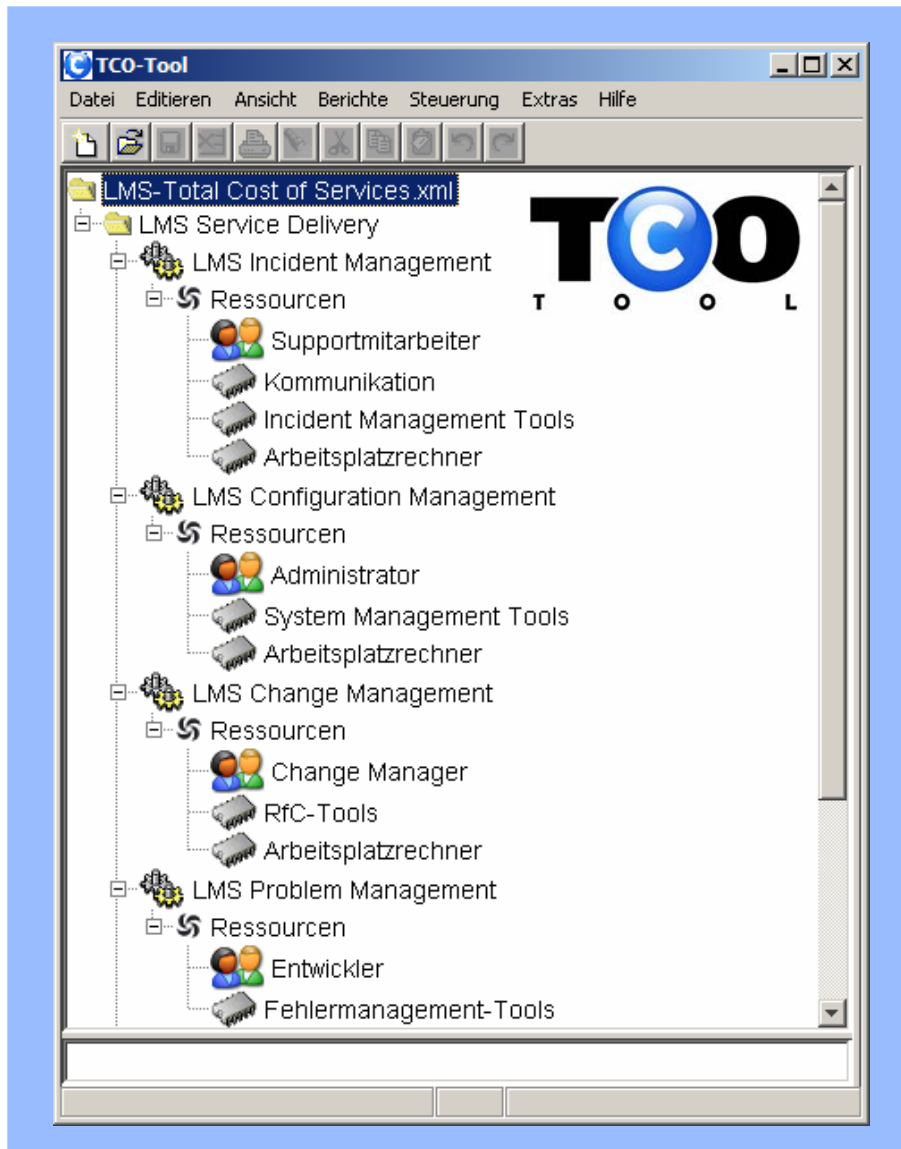 TCO-Tool
Datei Editieren Ansicht Berichte Steuerung Extras Hilfe
LMS-Total Cost of Services.xml
TCO
TOOL
LMS Service Delivery
LMS Incident Management
Ressourcen
Supportmitarbeiter
Kommunikation
Incident Management Tools
Arbeitsplatzrechner
LMS Configuration Management
Ressourcen
Administrator
System Management Tools
Arbeitsplatzrechner
LMS Change Management
Ressourcen
Change Manager
RfC-Tools
Arbeitsplatzrechner
LMS Problem Management
Ressourcen
Entwickler
Fehlermanagement-Tools